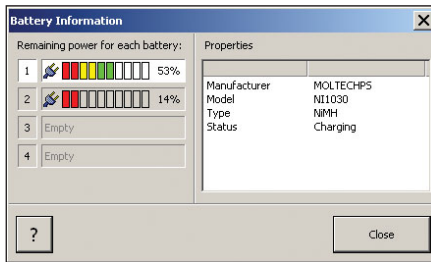 Battery Information
Remaining power for each battery:
1 53%
2 14%
3 Empty
4 Empty
Properties
Manufacturer MOLTECHPS
Model NI1030
Type NiMH
Status Charging
?
Close